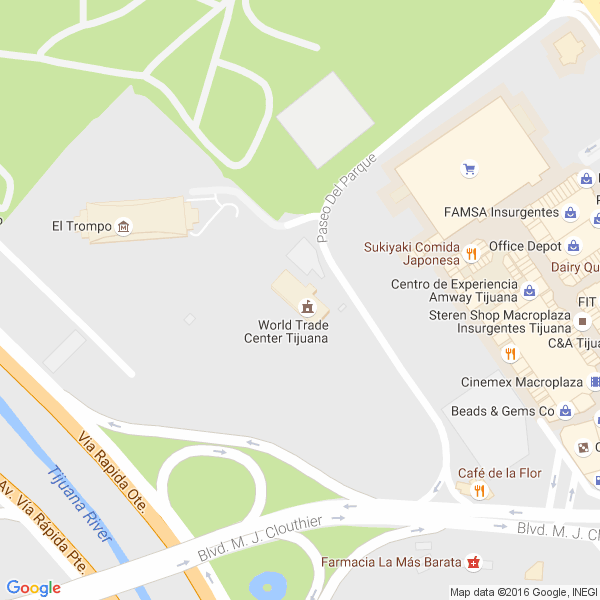 Paseo Del Parque
El Trompo
FAMSA Insurgentes
Sukiyaki Comida
Japonesa
Office Depot
Dairy Qu
Centro de Experiencia
Amway Tijuana
FIT
World Trade
Center Tijuana
Steren Shop Macroplaza
Insurgentes Tijuana
C&A Tiju
Cinemex Macroplaza
Beads & Gems Co
Via Rapida Ote.
Tijuana River
Av. Vía Rápida Pte.
Café de la Flor
Blvd. M. J. Clouthier
Blvd. M. J. Cl
Farmacia La Más Barata
Google
Map data ©2016 Google, INEGI